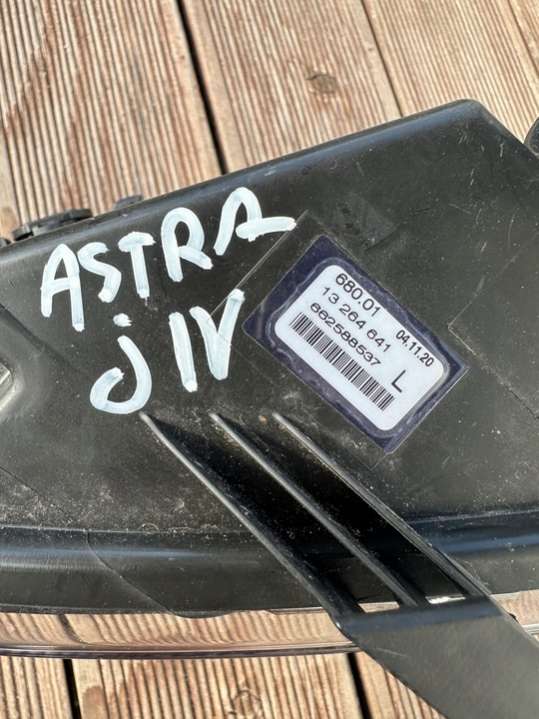 ASTRA
J IV
680.01 04.11.20
13 264 641
662588537 L